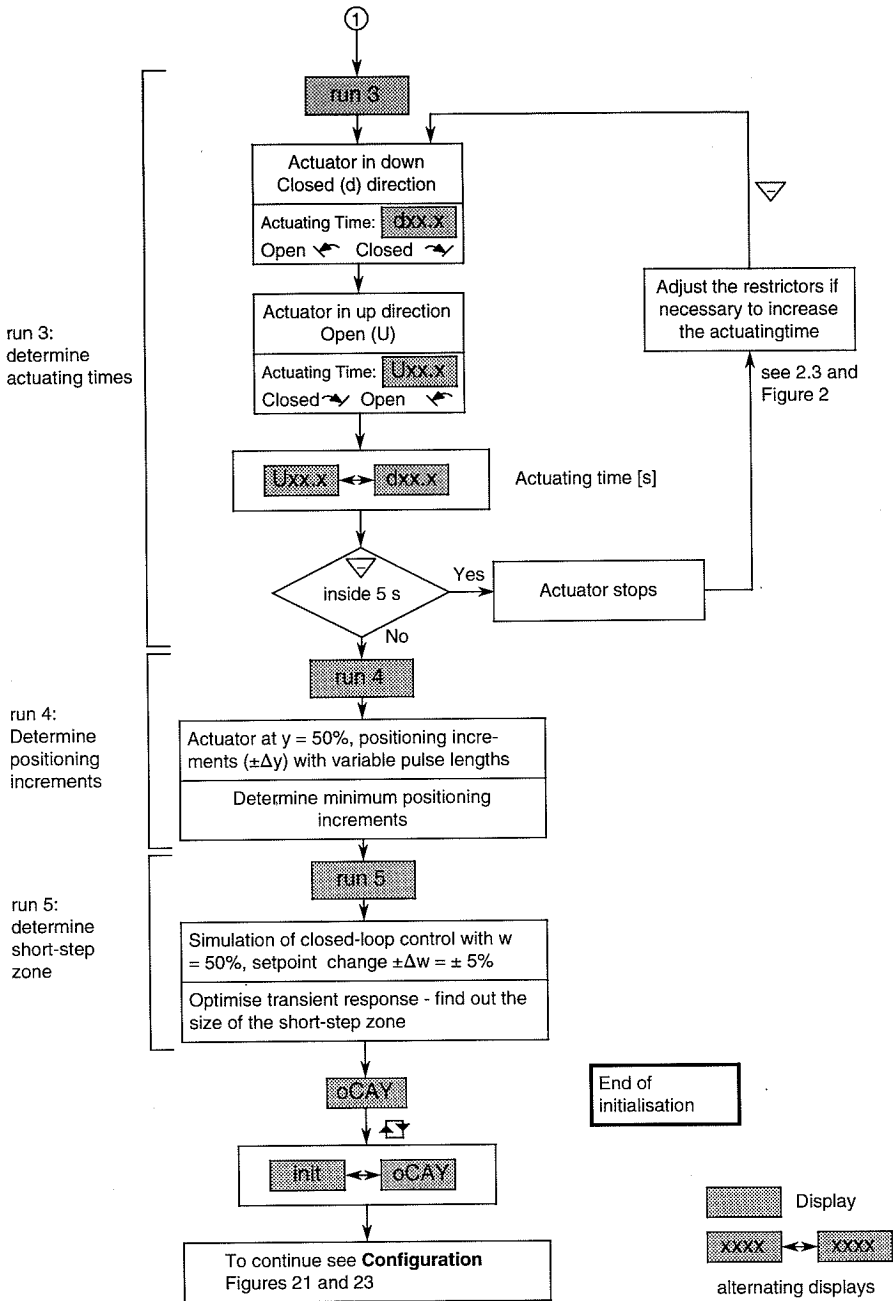 1
run 3
Actuator in down
Closed (d) direction
Actuating Time: dxx.x
Open Closed
Actuator in up direction
Open (U)
Actuating Time: Uxx.x
Closed Open
Uxx.x dxx.x
Actuating time [s]
inside 5 s
Yes
No
Actuator stops
Adjust the restrictors if
necessary to increase
the actuatingtime
see 2.3 and
Figure 2
run 3:
determine
actuating times
run 4
run 4:
Determine
positioning
increments
Actuator at y = 50%, positioning incre-
ments (±Δy) with variable pulse lengths
Determine minimum positioning
increments
run 5
run 5:
determine
short-step
zone
Simulation of closed-loop control with w
= 50%, setpoint change ±Δw = ± 5%
Optimise transient response - find out the
size of the short-step zone
oCAY
End of
initialisation
init oCAY
To continue see Configuration
Figures 21 and 23
Display
xxxx xxxx
alternating displays